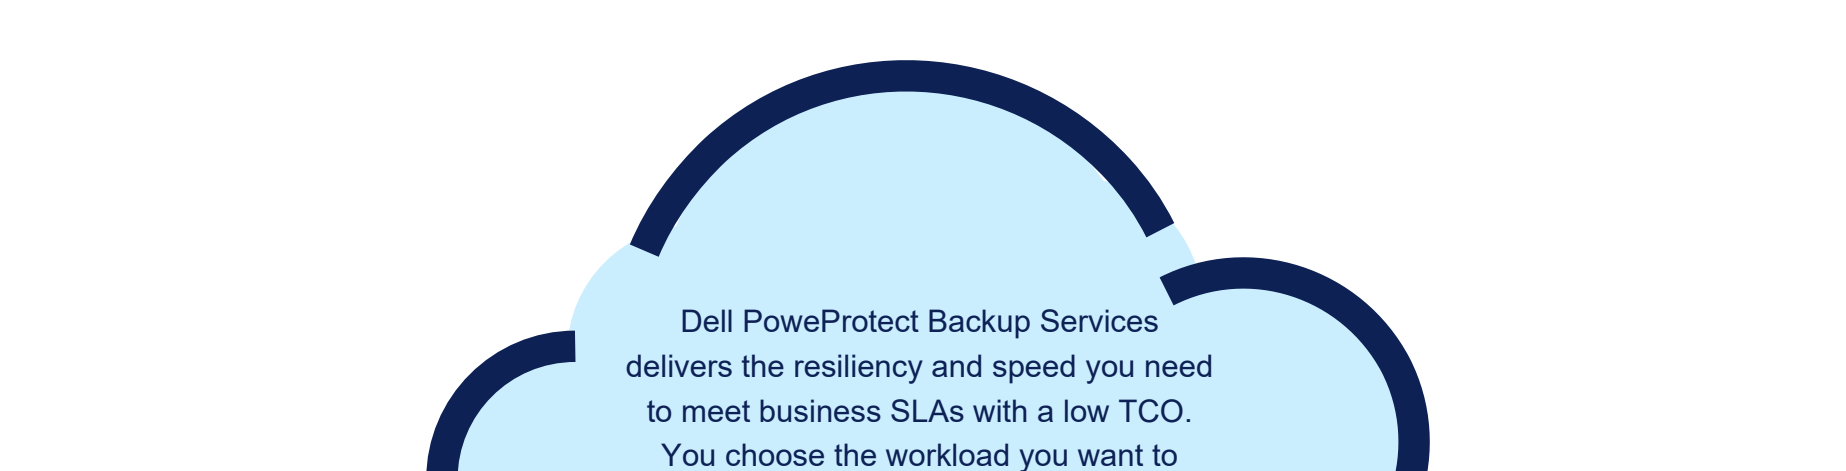 Dell PoweProtect Backup Services
delivers the resiliency and speed you need
to meet business SLAs with a low TCO.
You choose the workload you want to